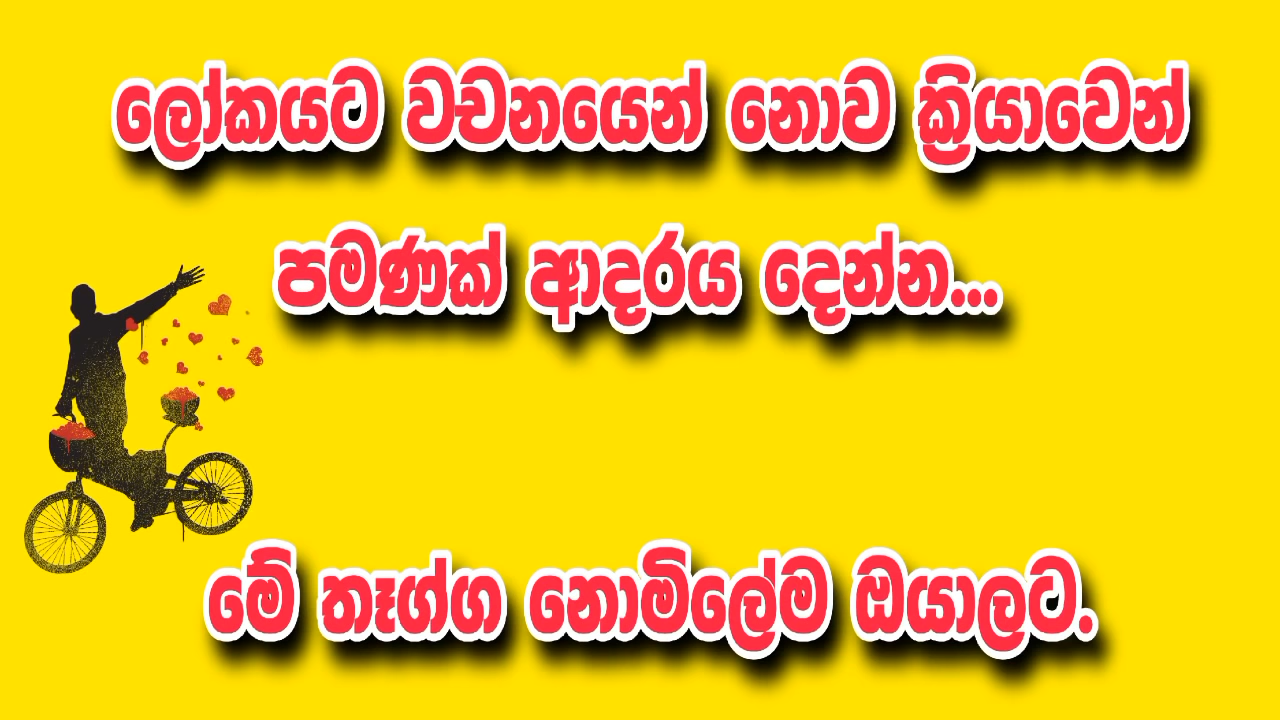 ලෝකයට වචනයෙන් නොව ක්‍රියාවෙන්
පමණක් ආදරය දෙන්න...
මේ තෑග්ග නොමිලේම ඔයාලට.